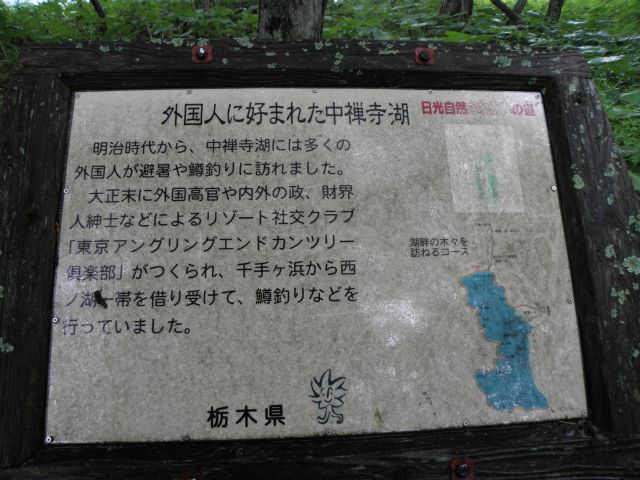 外国人に好まれた中禅寺湖
日光自然の道
明治時代から、中禅寺湖には多くの
外国人が避暑や鱒釣りに訪れました。
大正末に外国高官や内外の政、財界
人紳士などによるリゾート社交クラブ
「東京アングリングエンドカンツリー
倶楽部」がつくられ、千手ヶ浜から西
ノ湖一帯を借り受けて、鱒釣りなどを
行っていました。
湖畔の木々を
訪ねるコース
栃木県